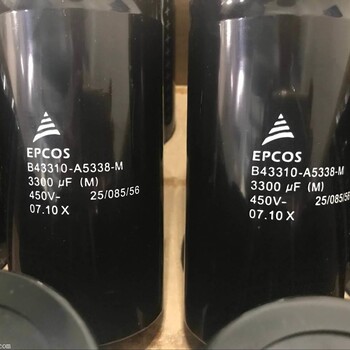 EPCOS
B43310-A5338-M
3300 µF (M)
450V- 25/085/56
07.10 X
EPCOS
B43310-A5338-M
3300 µF (M)
450V- 25/085/56
07.10 X